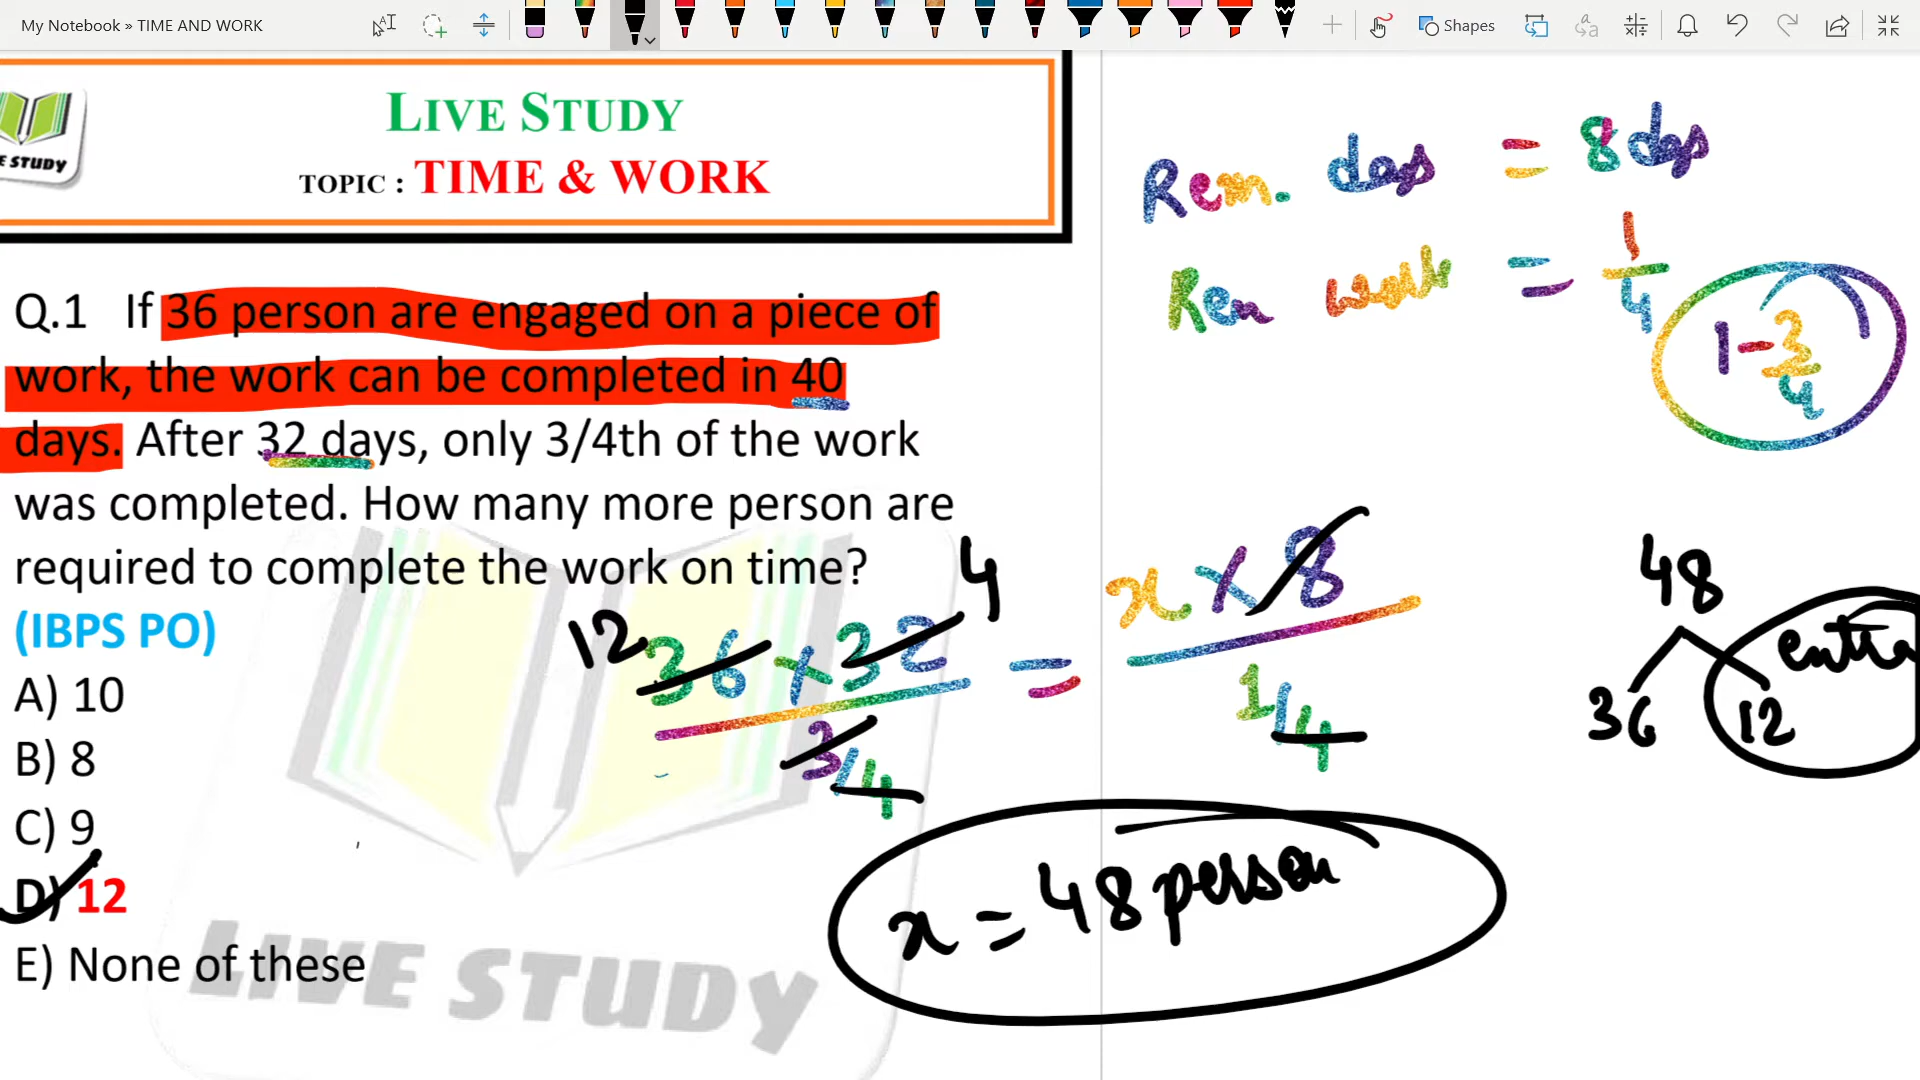 My Notebook » TIME AND WORK
Shapes
LIVE STUDY
TOPIC : TIME & WORK
E STUDY
Q.1 If 36 person are engaged on a piece of
work, the work can be completed in 40
days. After 32 days, only 3/4th of the work
was completed. How many more person are
required to complete the work on time?
(IBPS PO)
A) 10
B) 8
C) 9
D) 12
E) None of these
LIVE STUDY
Rem. days = 8 days
Rem work = 1/4
1 - 3/4
12 4
36 x 32 = x x 8
3/4 1/4
x = 48 person
48
36 12